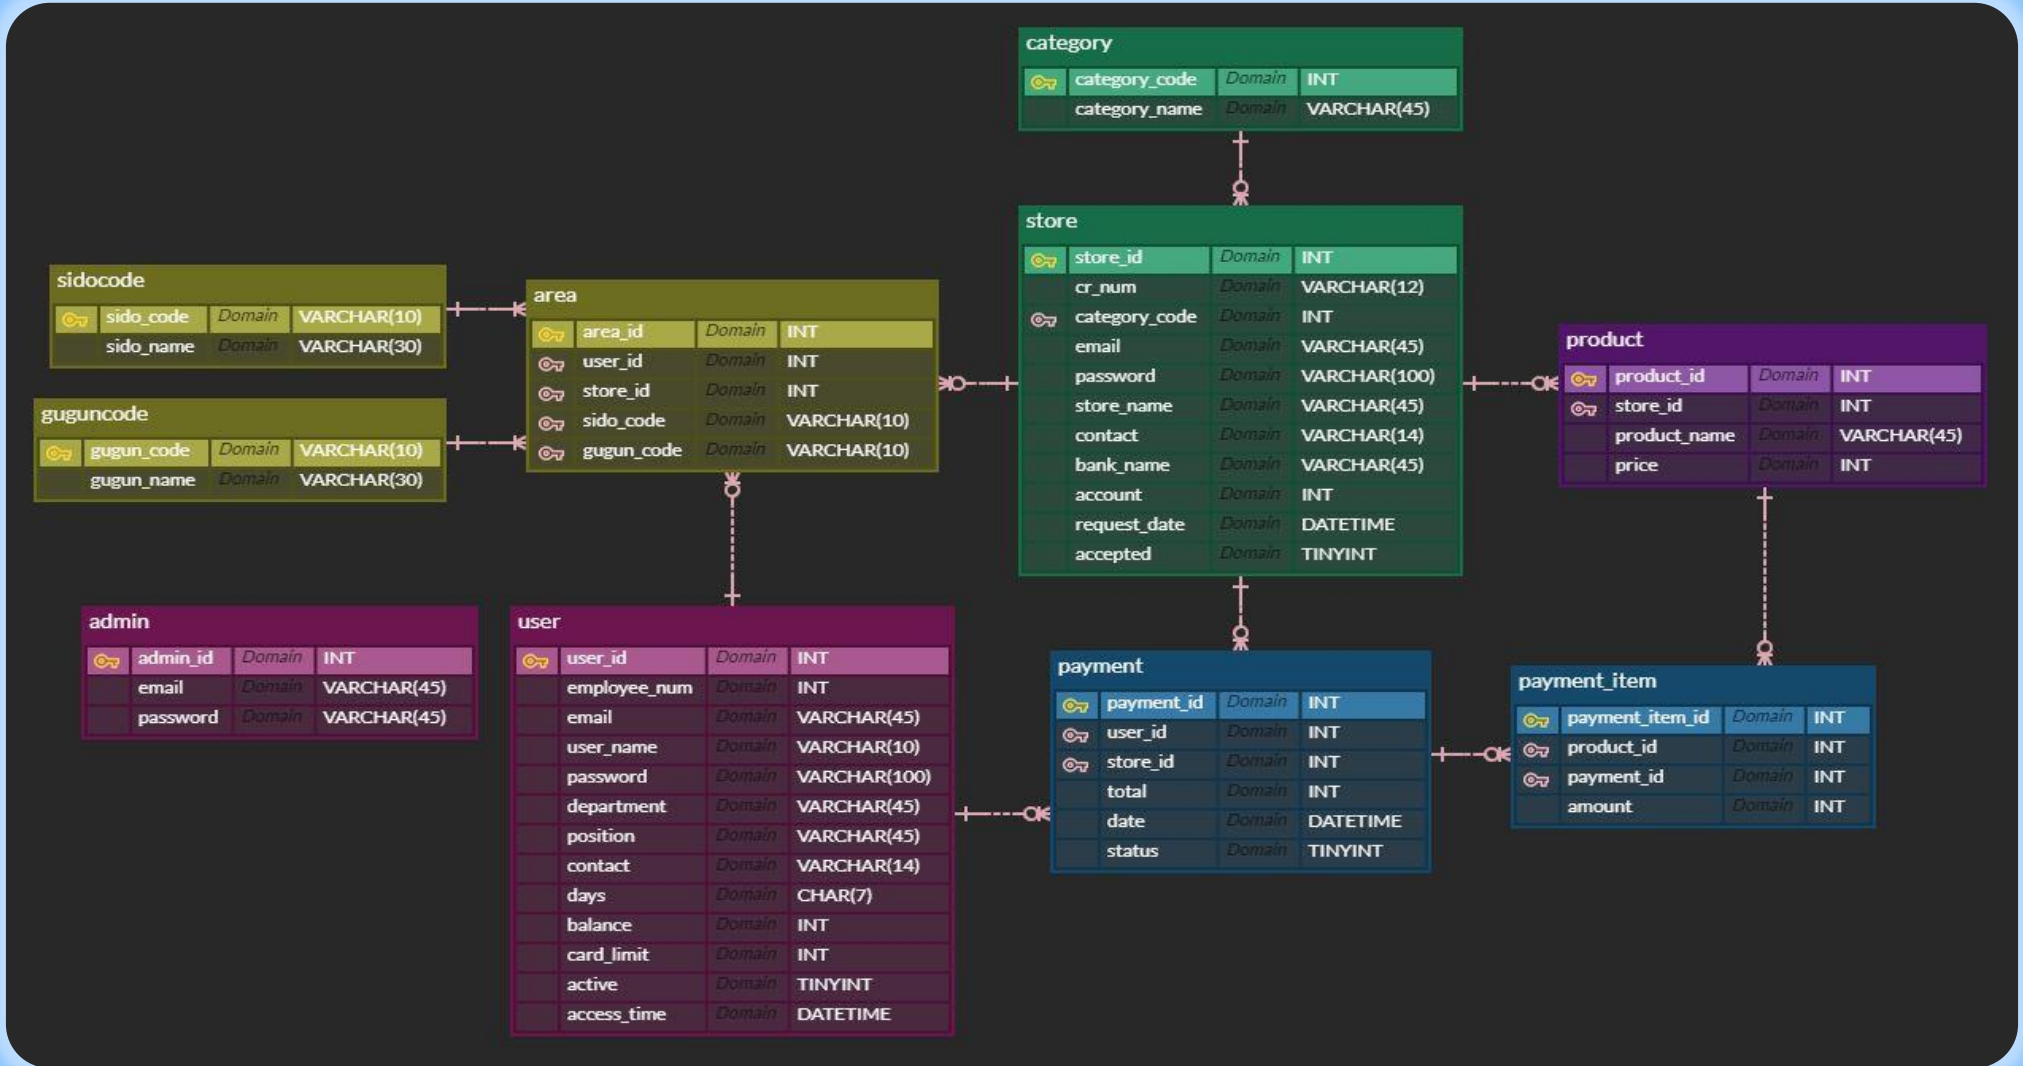 category
category_code Domain INT
category_name Domain VARCHAR(45)
store
store_id Domain INT
cr_num Domain VARCHAR(12)
category_code Domain INT
email Domain VARCHAR(45)
password Domain VARCHAR(100)
store_name Domain VARCHAR(45)
contact Domain VARCHAR(14)
bank_name Domain VARCHAR(45)
account Domain INT
request_date Domain DATETIME
accepted Domain TINYINT
sidocode
sido_code Domain VARCHAR(10)
sido_name Domain VARCHAR(30)
area
area_id Domain INT
user_id Domain INT
store_id Domain INT
sido_code Domain VARCHAR(10)
gugun_code Domain VARCHAR(10)
guguncode
gugun_code Domain VARCHAR(10)
gugun_name Domain VARCHAR(30)
product
product_id Domain INT
store_id Domain INT
product_name Domain VARCHAR(45)
price Domain INT
admin
admin_id Domain INT
email Domain VARCHAR(45)
password Domain VARCHAR(45)
user
user_id Domain INT
employee_num Domain INT
email Domain VARCHAR(45)
user_name Domain VARCHAR(10)
password Domain VARCHAR(100)
department Domain VARCHAR(45)
position Domain VARCHAR(45)
contact Domain VARCHAR(14)
days Domain CHAR(7)
balance Domain INT
card_limit Domain INT
active Domain TINYINT
access_time Domain DATETIME
payment
payment_id Domain INT
user_id Domain INT
store_id Domain INT
total Domain INT
date Domain DATETIME
status Domain TINYINT
payment_item
payment_item_id Domain INT
product_id Domain INT
payment_id Domain INT
amount Domain INT